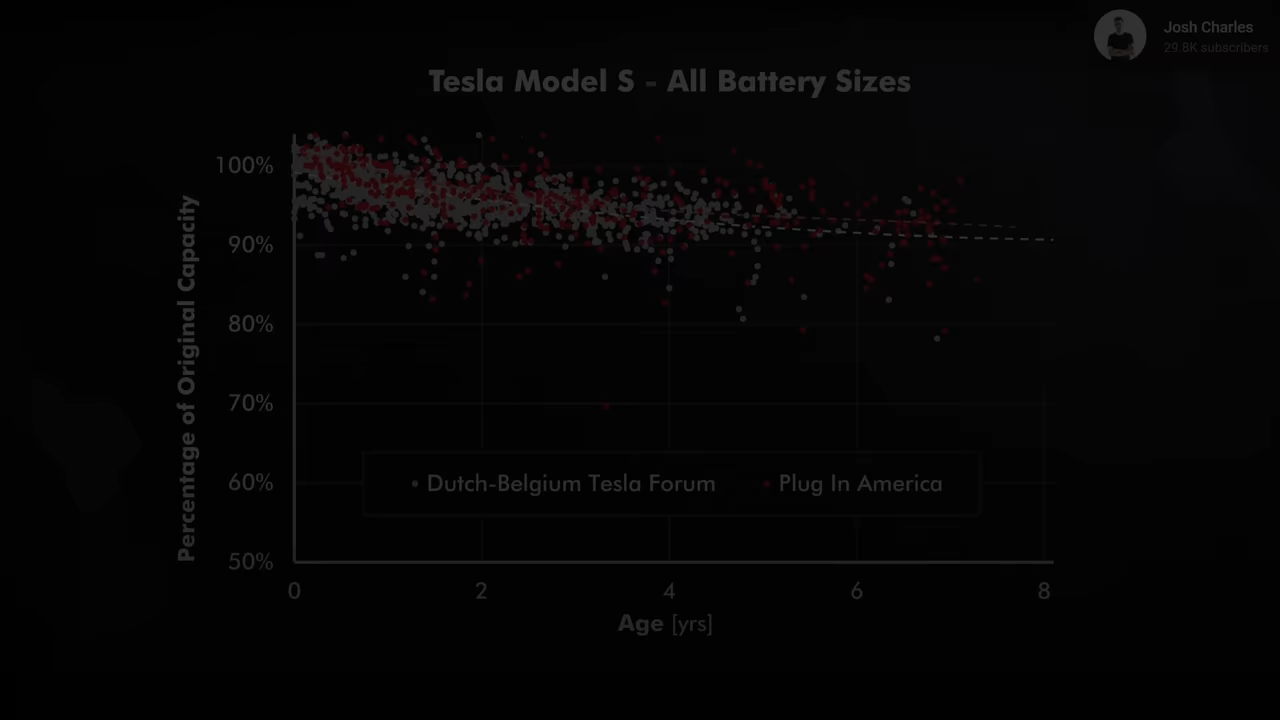 Josh Charles
29.8K subscribers
Tesla Model S - All Battery Sizes
Percentage of Original Capacity
100%
90%
80%
70%
60%
50%
Dutch-Belgium Tesla Forum
Plug In America
0
2
4
6
8
Age [yrs]